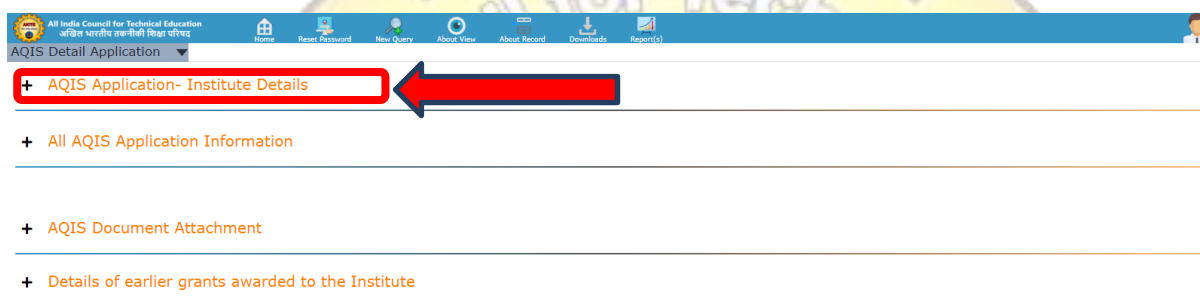 All India Council for Technical Education
अखिल भारतीय तकनीकी शिक्षा परिषद
Home Reset Password New Query About View About Record Downloads Report(s)
AQIS Detail Application
+ AQIS Application- Institute Details
+ All AQIS Application Information
+ AQIS Document Attachment
+ Details of earlier grants awarded to the Institute